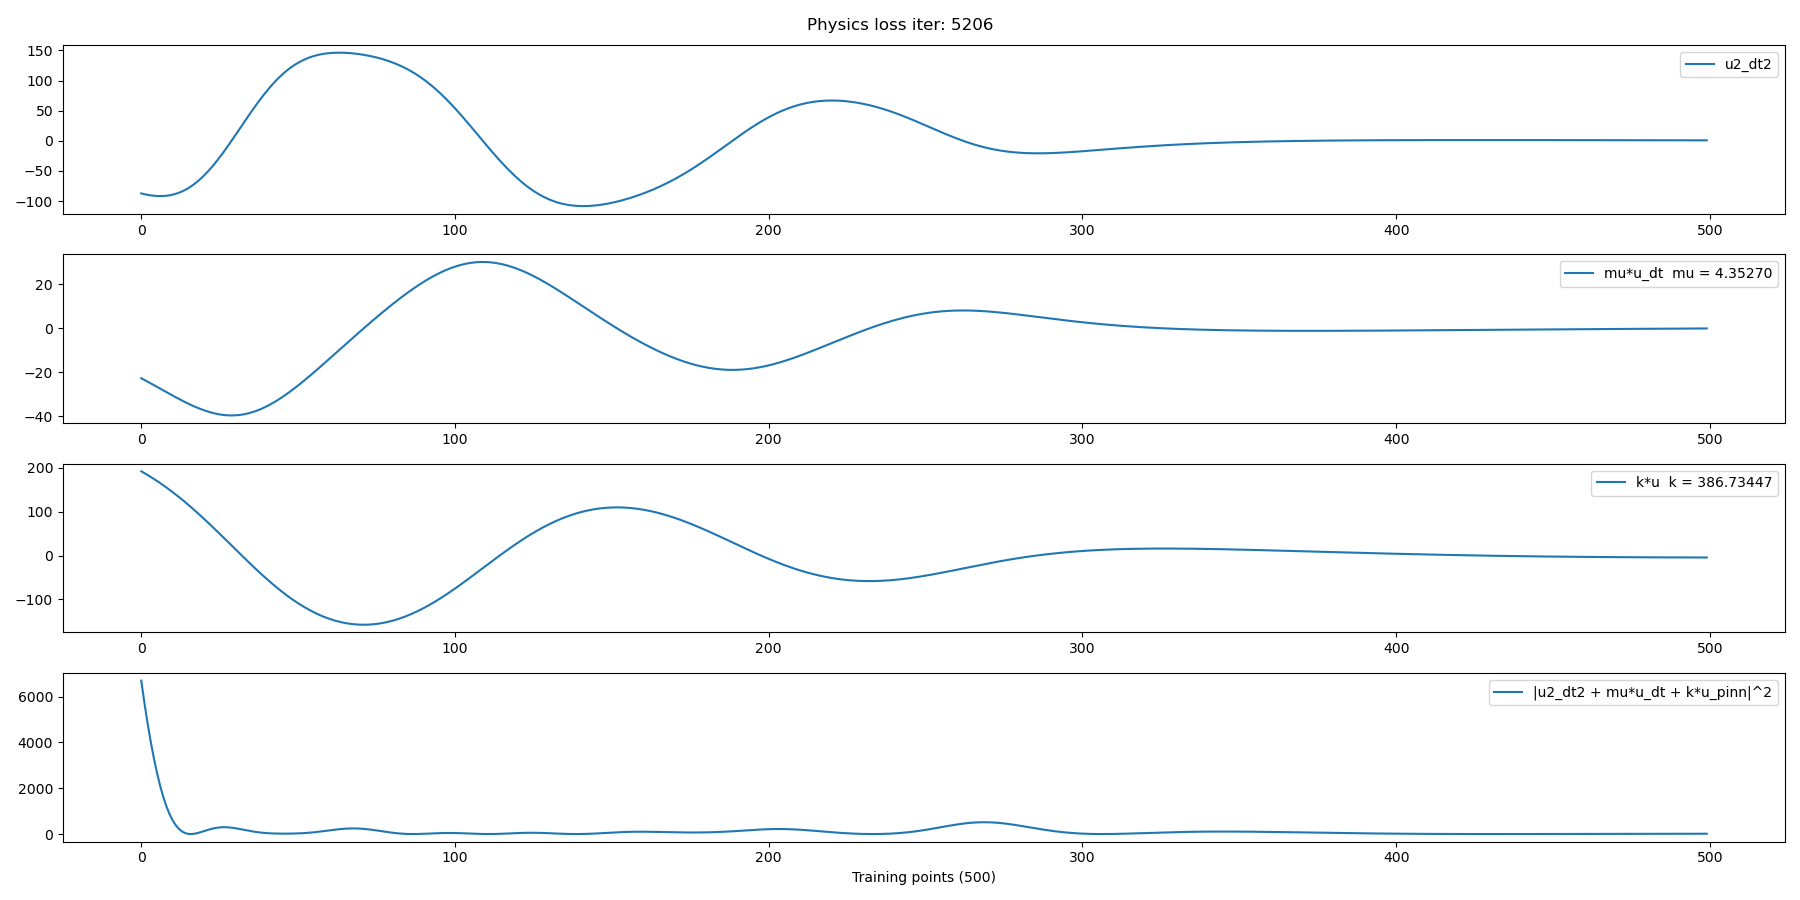 Physics loss iter: 5206
150
100
50
0
−50
−100
u2_dt2
0 100 200 300 400 500
20
0
−20
−40
mu*u_dt  mu = 4.35270
0 100 200 300 400 500
200
100
0
−100
k*u  k = 386.73447
0 100 200 300 400 500
6000
4000
2000
0
|u2_dt2 + mu*u_dt + k*u_pinn|^2
0 100 200 300 400 500
Training points (500)